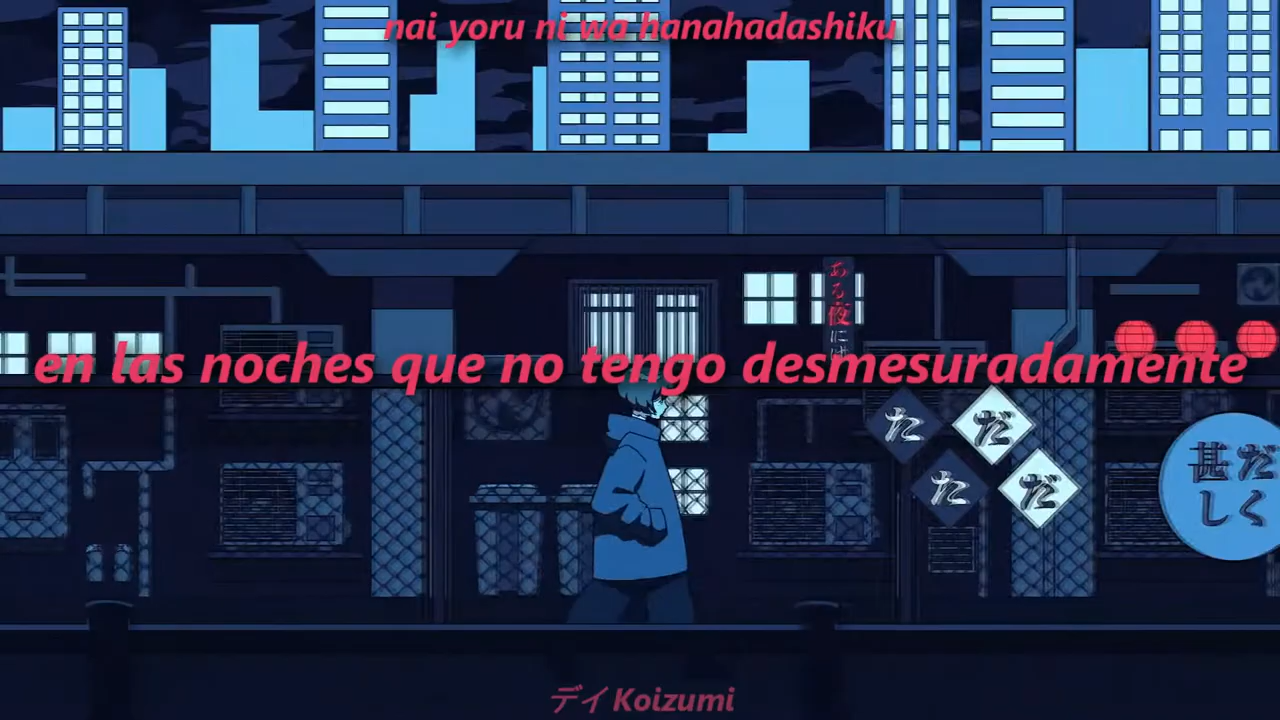 nai yoru ni wa hanahadashiku
ある夜には
en las noches que no tengo desmesuradamente
ただ
ただ
甚だ
しく
デイ Koizumi